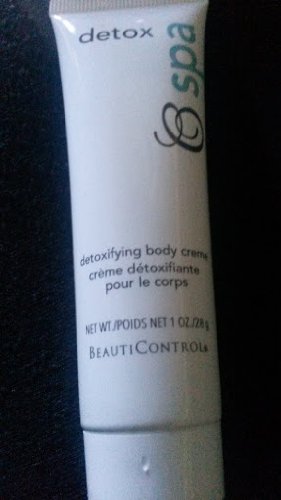 detox
spa
detoxifying body creme
crème détoxifiante
pour le corps
NET WT./POIDS NET 1 OZ./28 g
BEAUTICONTROL®